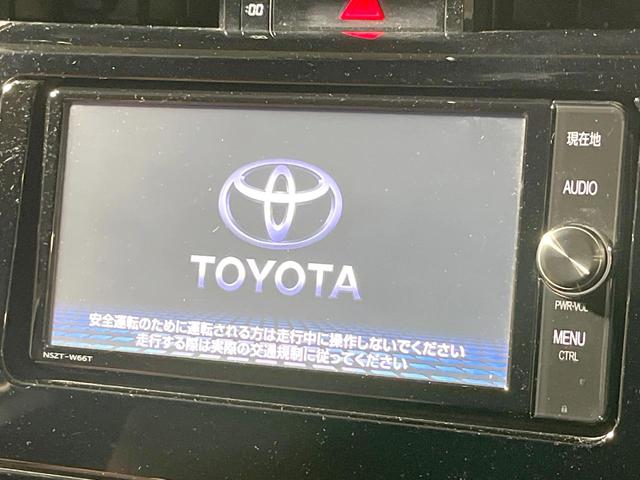 :00
現在地
AUDIO
TOYOTA
PWR-VOL
安全運転のために運転される方は走行中に操作しないでください
走行する際は実際の交通規制に従ってください
MENU
CTRL
NSZT-W66T